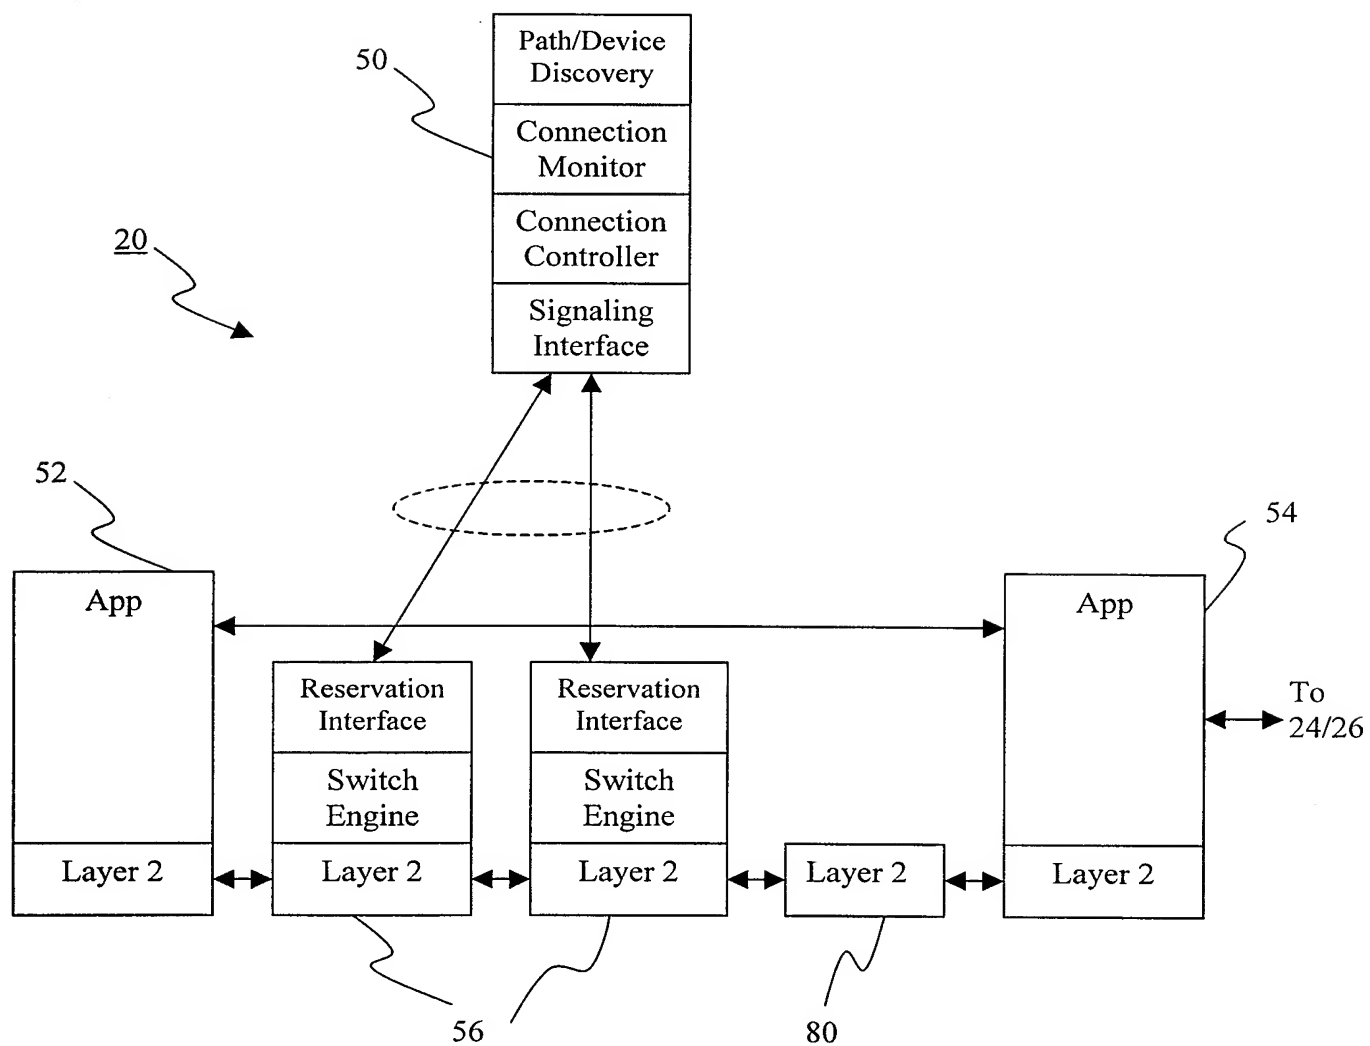 Path/Device
Discovery
50
Connection
Monitor
Connection
Controller
20
Signaling
Interface
52
54
App
App
Reservation
Interface
Reservation
Interface
To
24/26
Switch
Engine
Switch
Engine
Layer 2
Layer 2
Layer 2
Layer 2
Layer 2
56
80